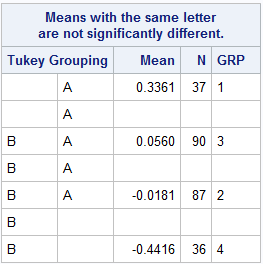 Means with the same letter
are not significantly different.
Tukey Grouping Mean N GRP
A 0.3361 37 1
A
B A 0.0560 90 3
B A
B A -0.0181 87 2
B
B -0.4416 36 4